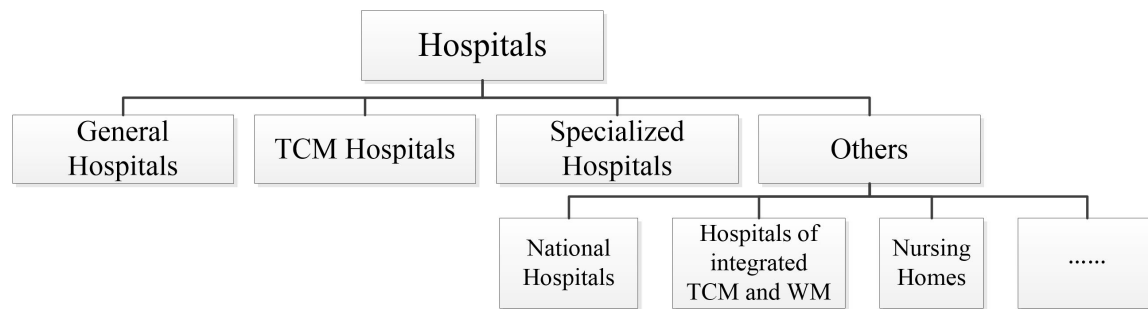 Hospitals
General
Hospitals
TCM Hospitals
Specialized
Hospitals
Others
National
Hospitals
Hospitals of
integrated
TCM and WM
Nursing
Homes
......